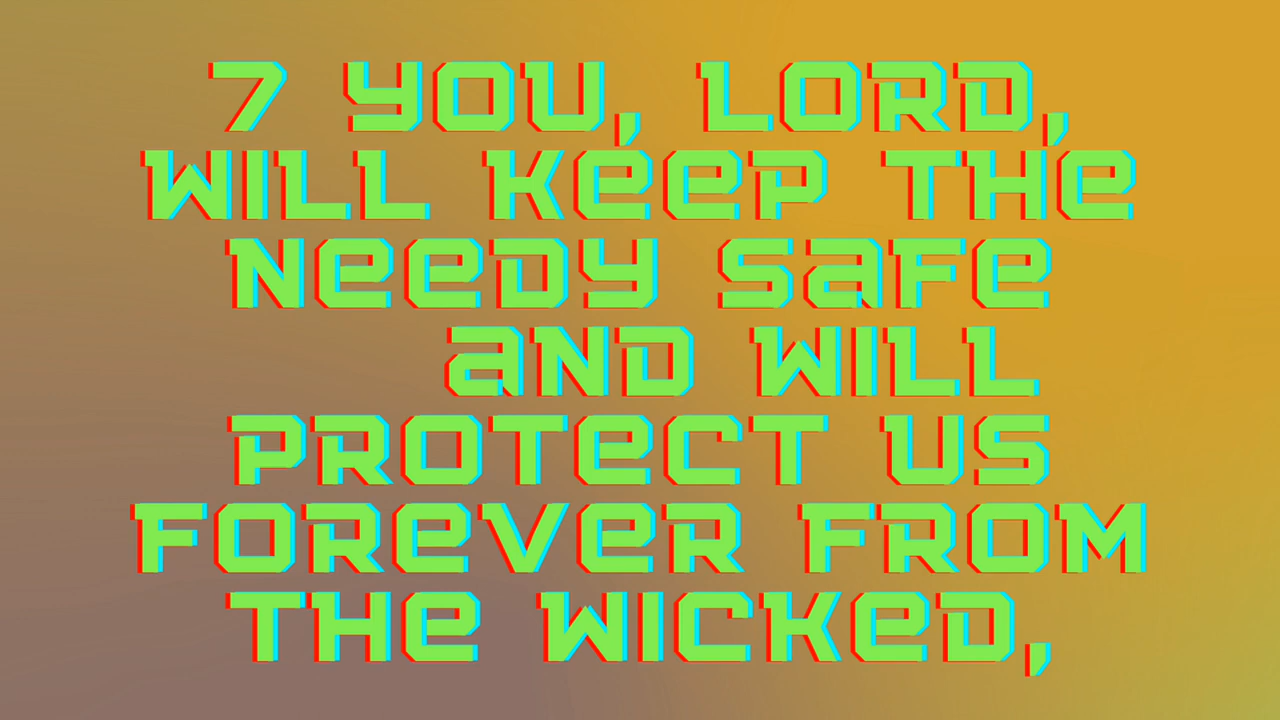 7 YOU, LORD,
WILL KEEP THE
NEEDY SAFE
AND WILL
PROTECT US
FOREVER FROM
THE WICKED,